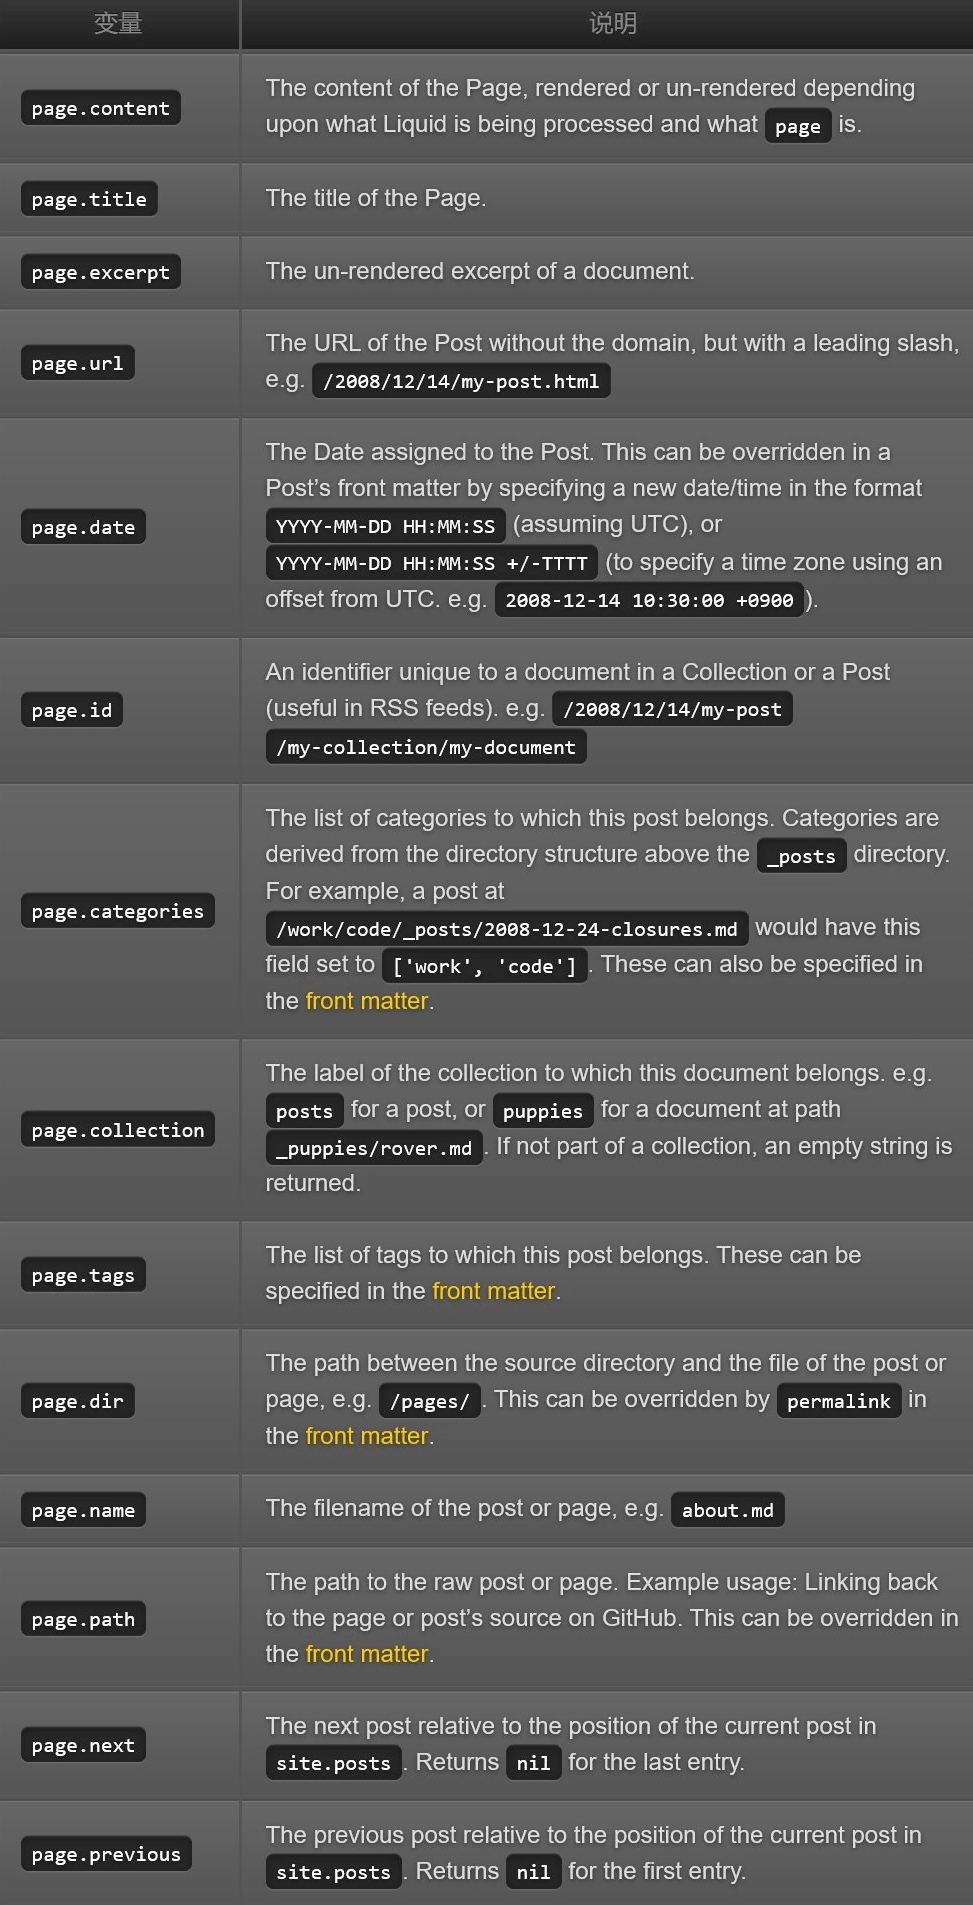 变量 说明
page.content
The content of the Page, rendered or un-rendered depending
upon what Liquid is being processed and what page is.
page.title
The title of the Page.
page.excerpt
The un-rendered excerpt of a document.
page.url
The URL of the Post without the domain, but with a leading slash,
e.g. /2008/12/14/my-post.html
page.date
The Date assigned to the Post. This can be overridden in a
Post’s front matter by specifying a new date/time in the format
YYYY-MM-DD HH:MM:SS (assuming UTC), or
YYYY-MM-DD HH:MM:SS +/-TTTT (to specify a time zone using an
offset from UTC. e.g. 2008-12-14 10:30:00 +0900 ).
page.id
An identifier unique to a document in a Collection or a Post
(useful in RSS feeds). e.g. /2008/12/14/my-post
/my-collection/my-document
page.categories
The list of categories to which this post belongs. Categories are
derived from the directory structure above the _posts directory.
For example, a post at
/work/code/_posts/2008-12-24-closures.md would have this
field set to ['work', 'code'] . These can also be specified in
the front matter.
page.collection
The label of the collection to which this document belongs. e.g.
posts for a post, or puppies for a document at path
_puppies/rover.md . If not part of a collection, an empty string is
returned.
page.tags
The list of tags to which this post belongs. These can be
specified in the front matter.
page.dir
The path between the source directory and the file of the post or
page, e.g. /pages/ . This can be overridden by permalink in
the front matter.
page.name
The filename of the post or page, e.g. about.md
page.path
The path to the raw post or page. Example usage: Linking back
to the page or post’s source on GitHub. This can be overridden in
the front matter.
page.next
The next post relative to the position of the current post in
site.posts . Returns nil for the last entry.
page.previous
The previous post relative to the position of the current post in
site.posts . Returns nil for the first entry.